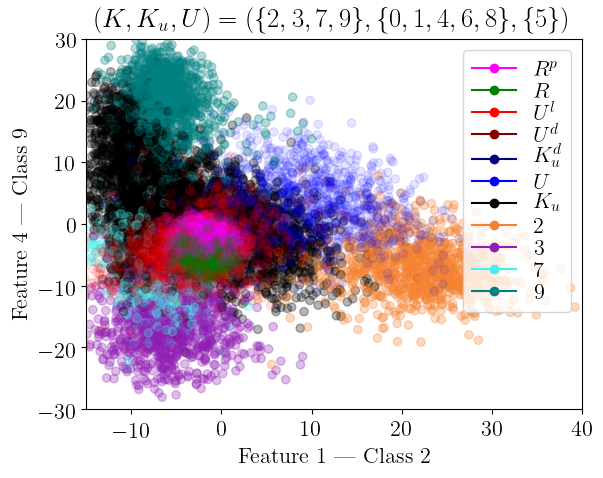 (K, K_u, U) = ({2, 3, 7, 9}, {0, 1, 4, 6, 8}, {5})
30
20
10
0
−10
−20
−30
Feature 4 — Class 9
R^p
R
U^l
U^d
K_u^d
U
K_u
2
3
7
9
−10
0
10
20
30
40
Feature 1 — Class 2